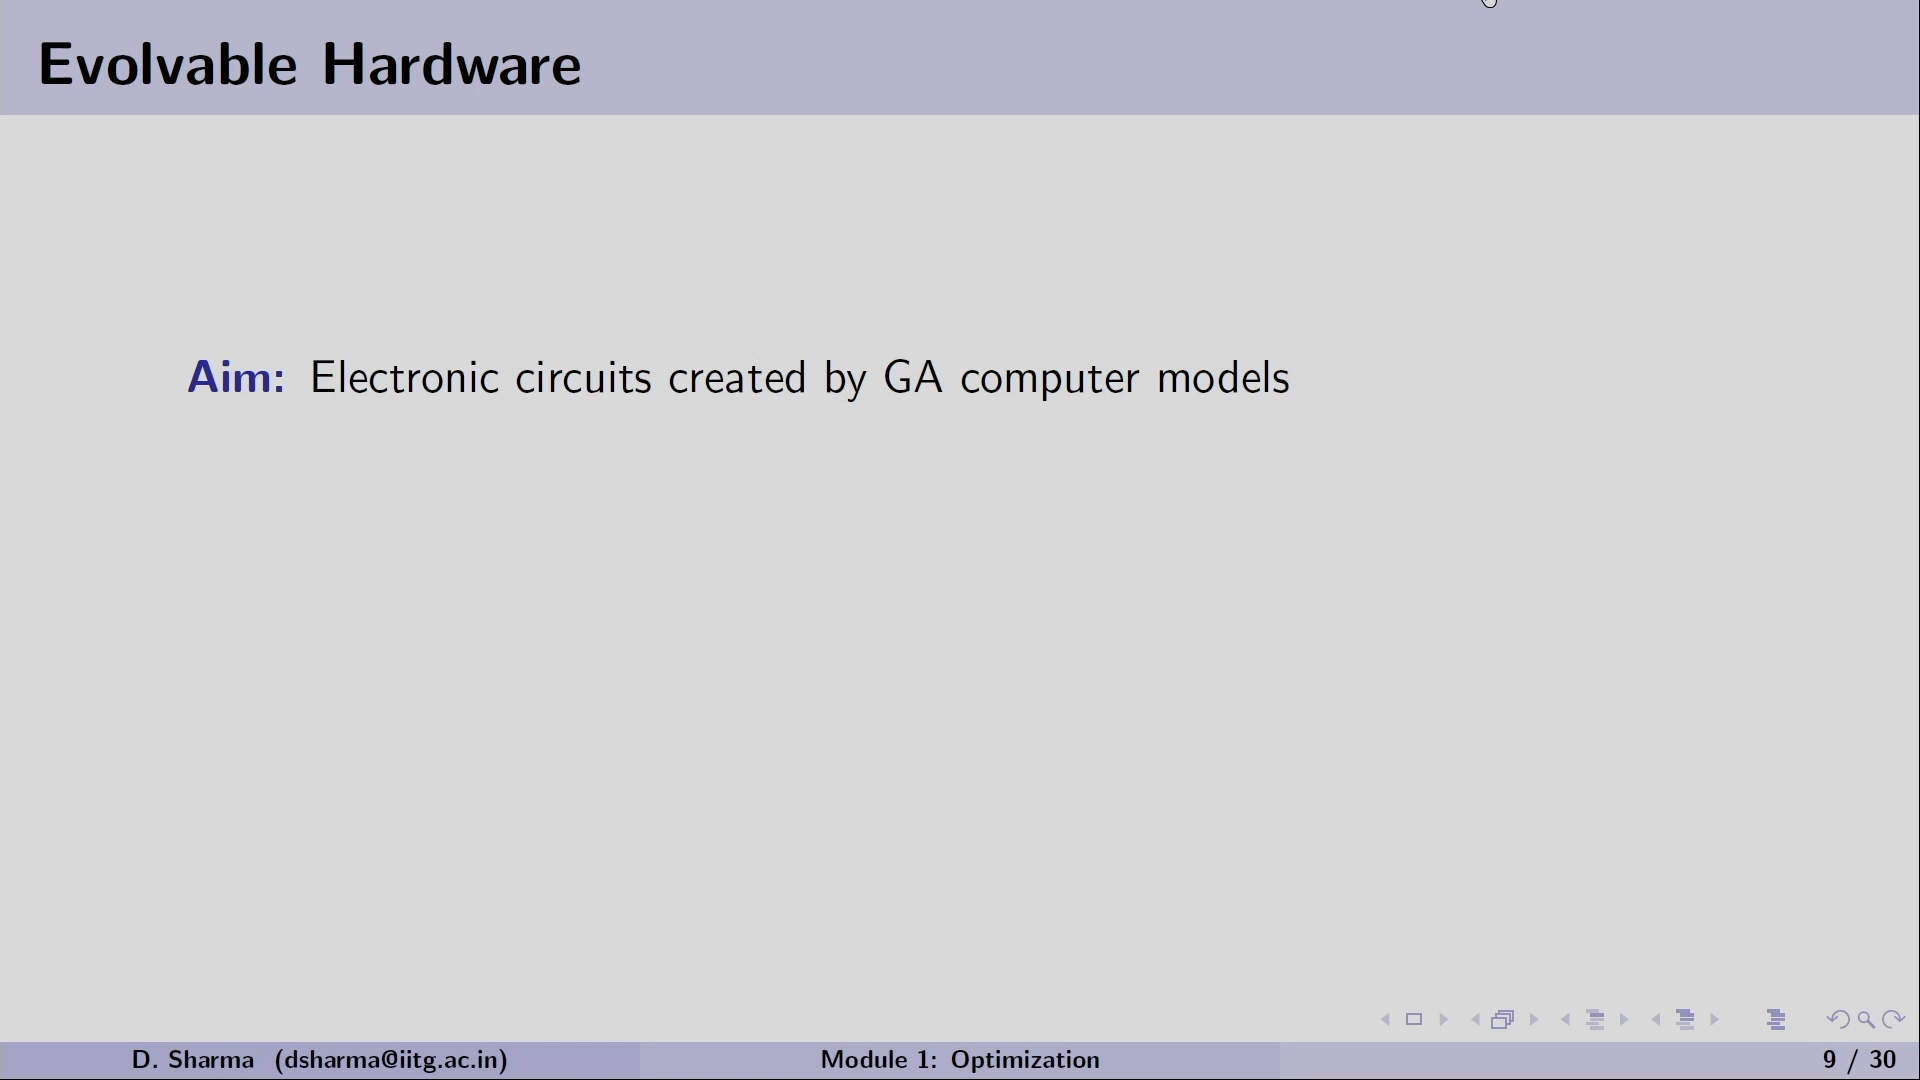 Evolvable Hardware
Aim: Electronic circuits created by GA computer models
D. Sharma (dsharma@iitg.ac.in)
Module 1: Optimization
9 / 30